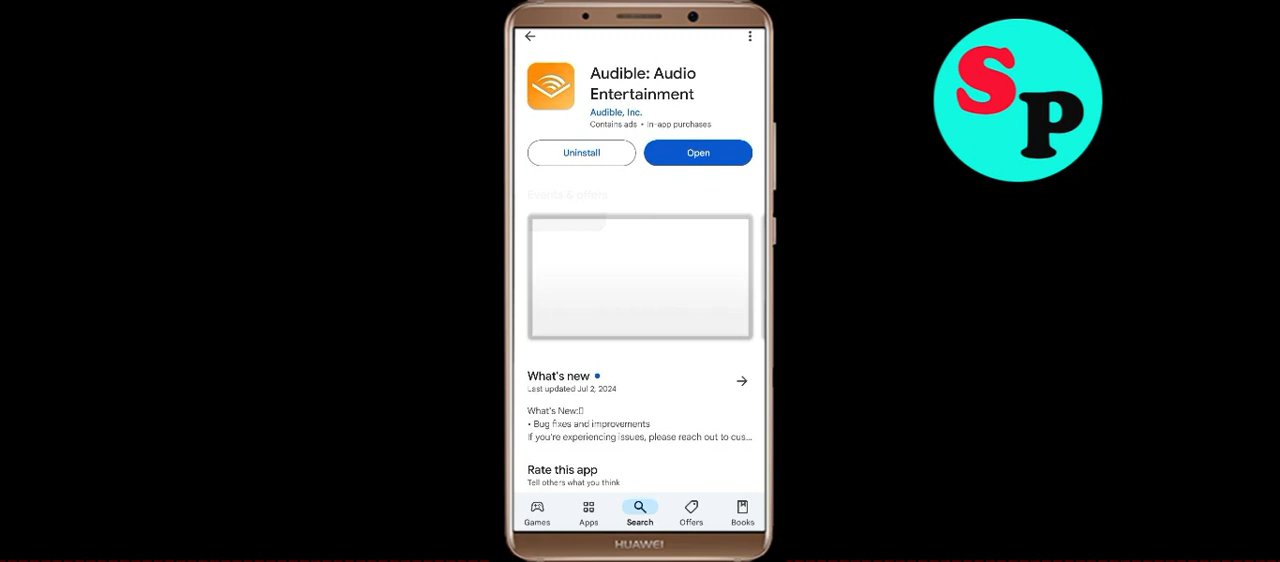 Audible: Audio
Entertainment
Audible, Inc.
Contains ads • In-app purchases
Uninstall
Open
Events & offers
What's new
Last updated Jul 2, 2024
What's New:
• Bug fixes and improvements
If you're experiencing issues, please reach out to cus...
Rate this app
Tell others what you think
Games
Apps
Search
Offers
Books
HUAWEI
SP